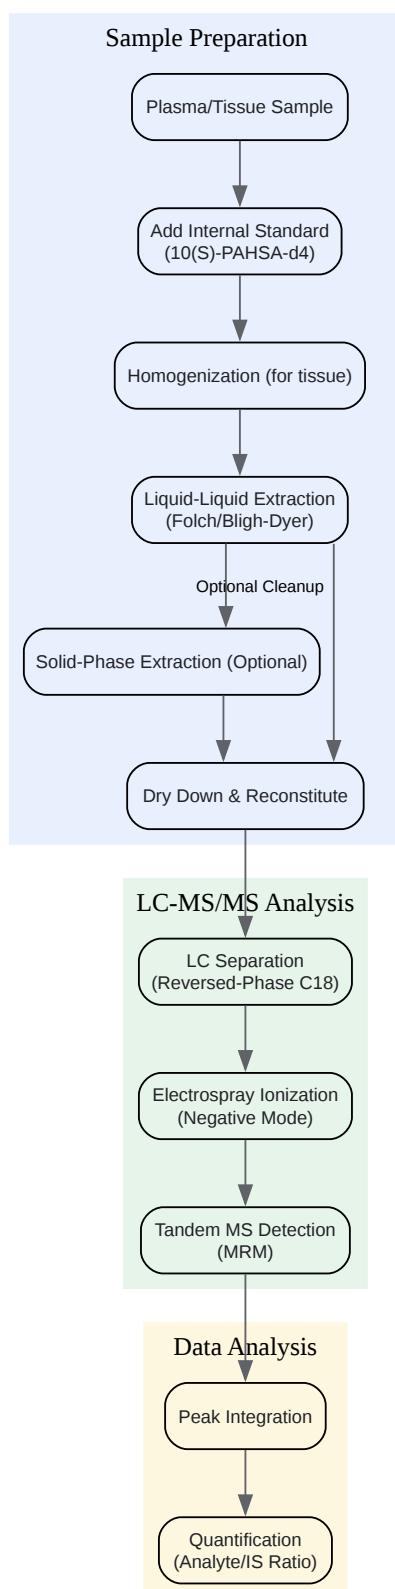 Sample Preparation
Plasma/Tissue Sample
Add Internal Standard
(10(S)-PAHSA-d4)
Homogenization (for tissue)
Liquid-Liquid Extraction
(Folch/Bligh-Dyer)
Optional Cleanup
Solid-Phase Extraction (Optional)
Dry Down & Reconstitute
LC-MS/MS Analysis
LC Separation
(Reversed-Phase C18)
Electrospray Ionization
(Negative Mode)
Tandem MS Detection
(MRM)
Data Analysis
Peak Integration
Quantification
(Analyte/IS Ratio)